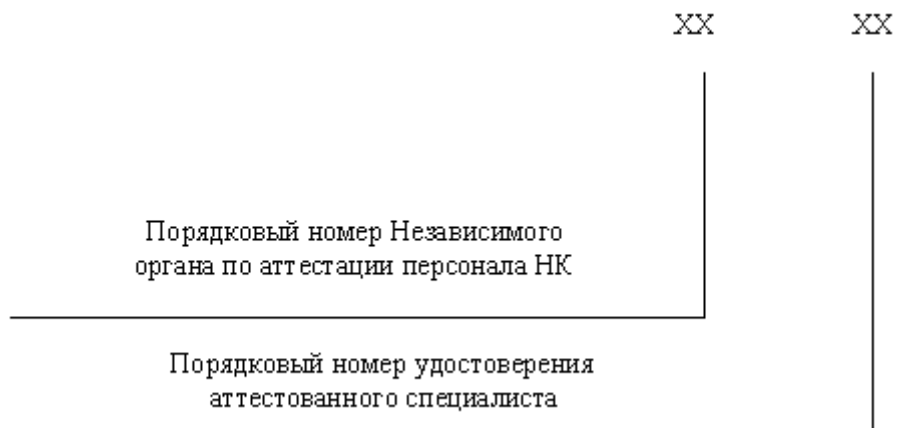 XX XX
Порядковый номер Независимого
органа по аттестации персонала НК
Порядковый номер удостоверения
аттестованного специалиста